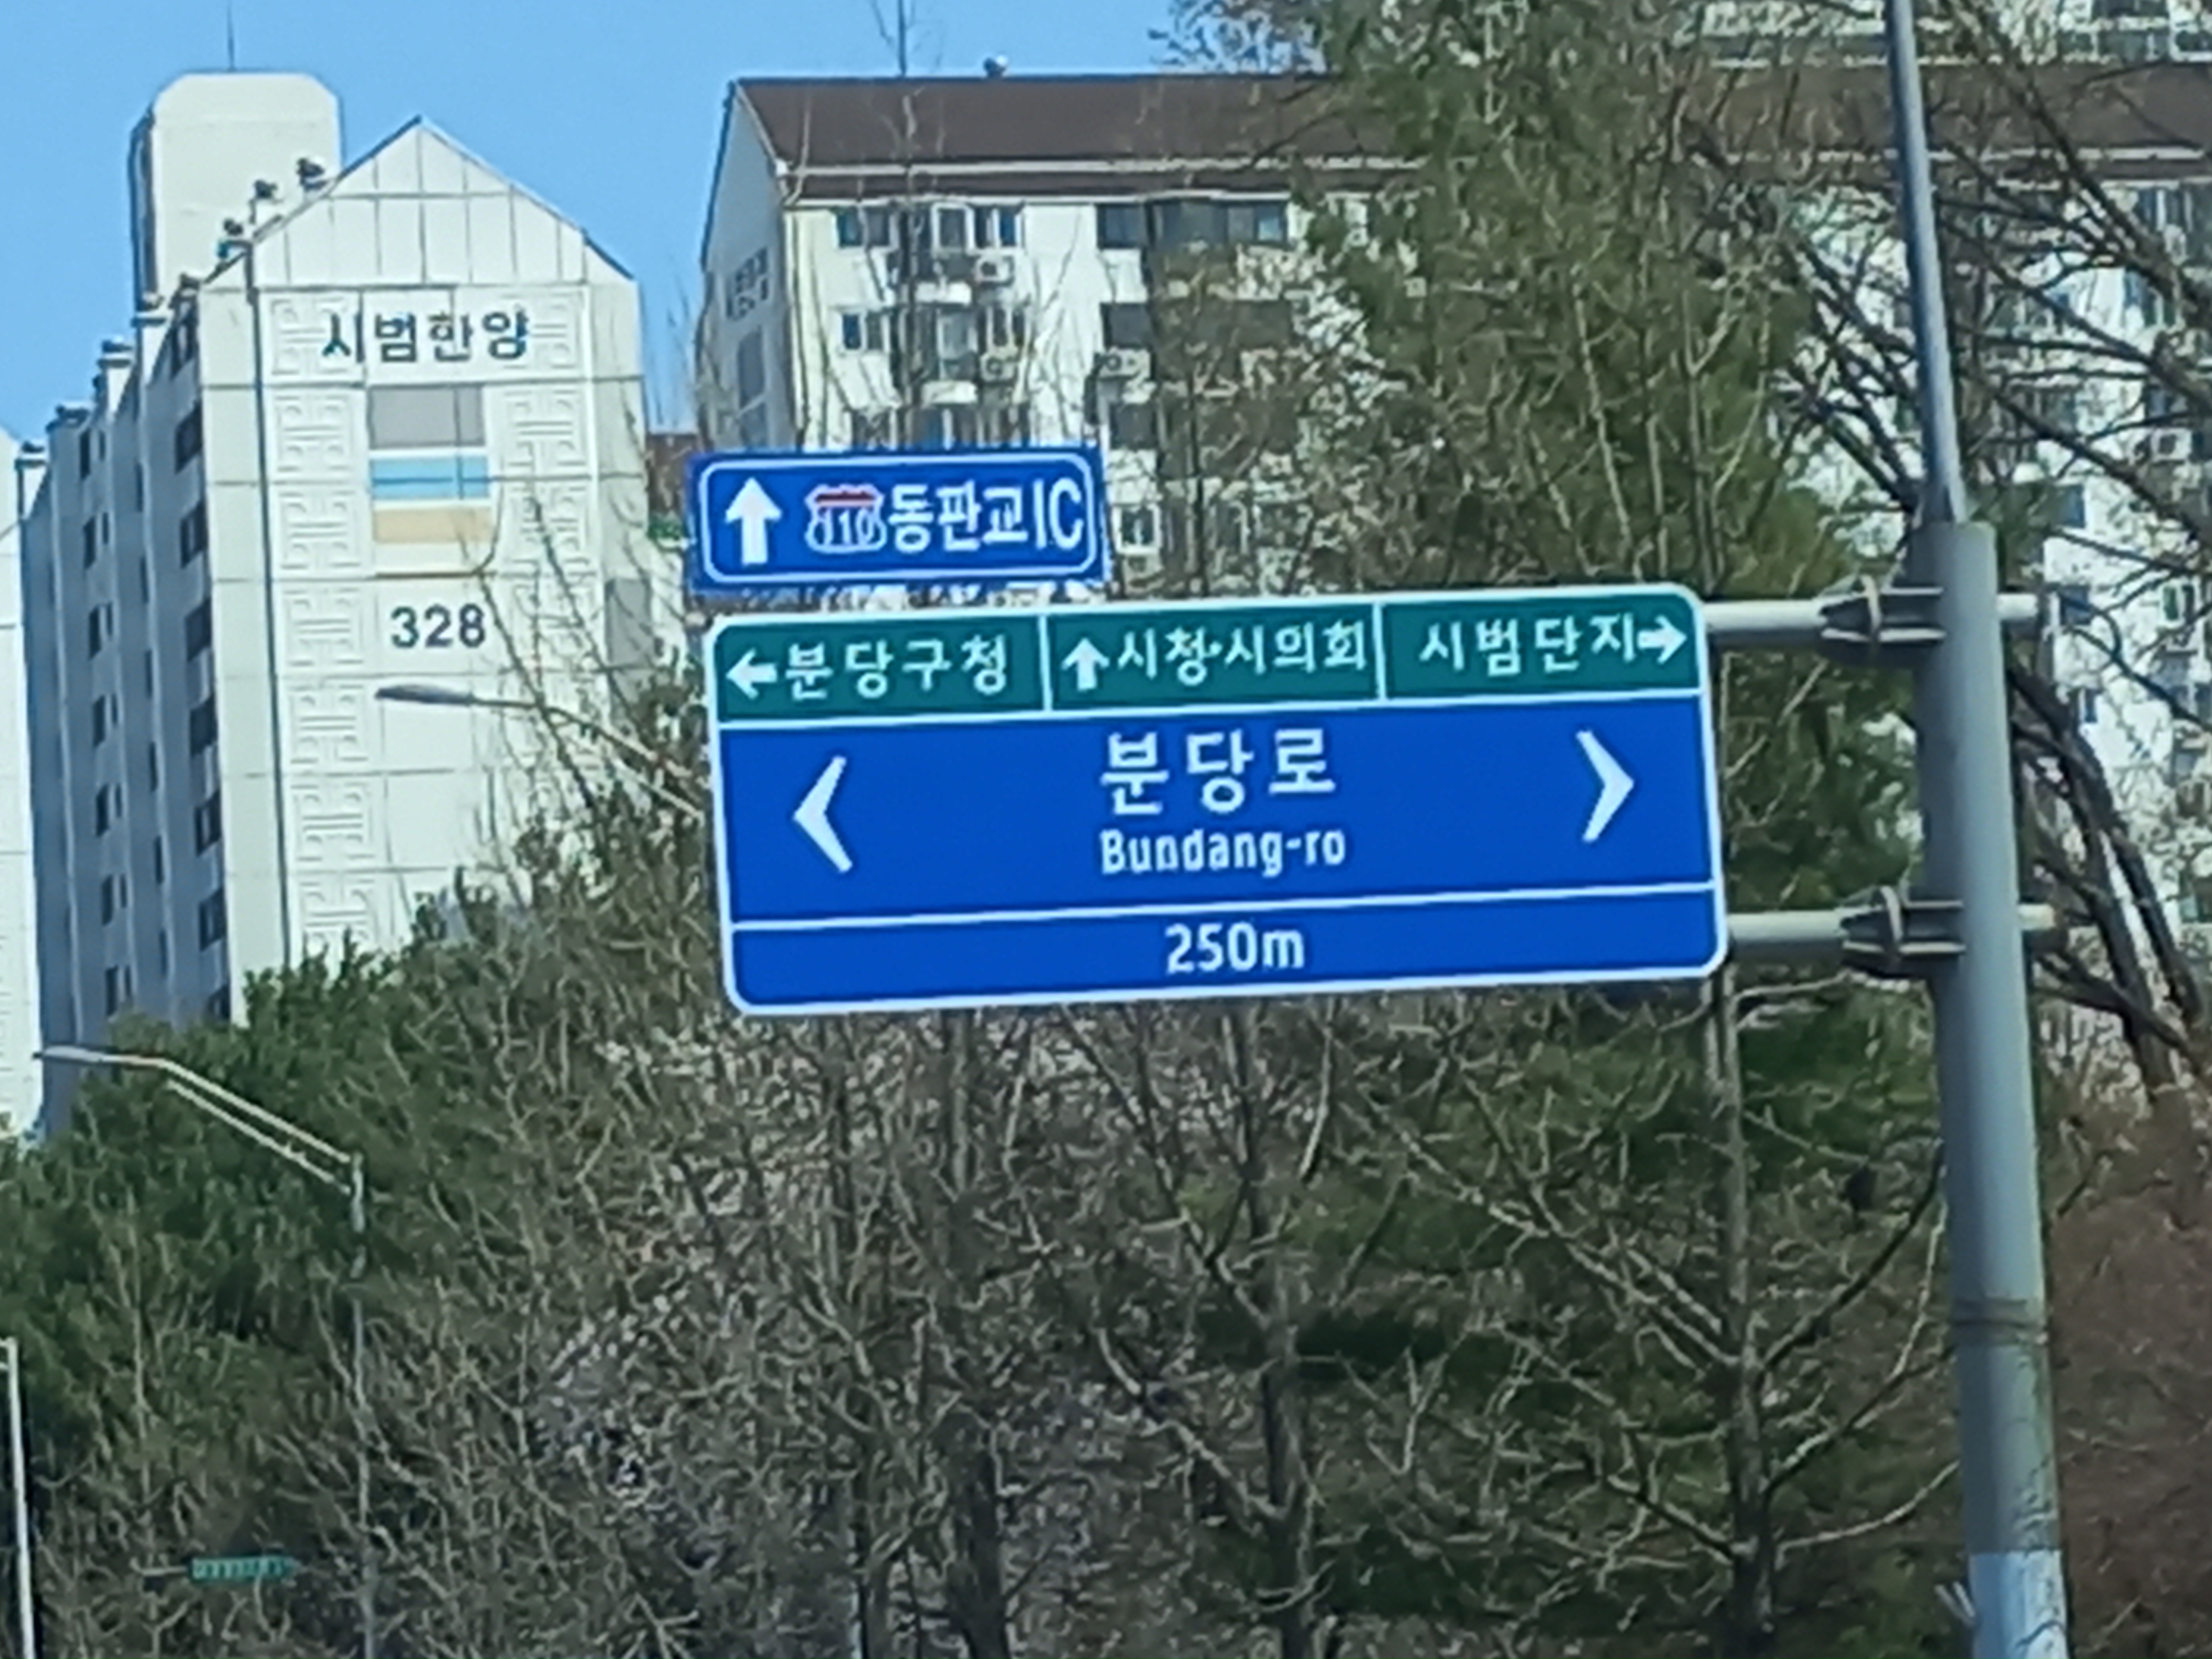 시범한양
328
110 동판교IC
분당구청 시청·시의회 시범단지
분당로
Bundang-ro
250m